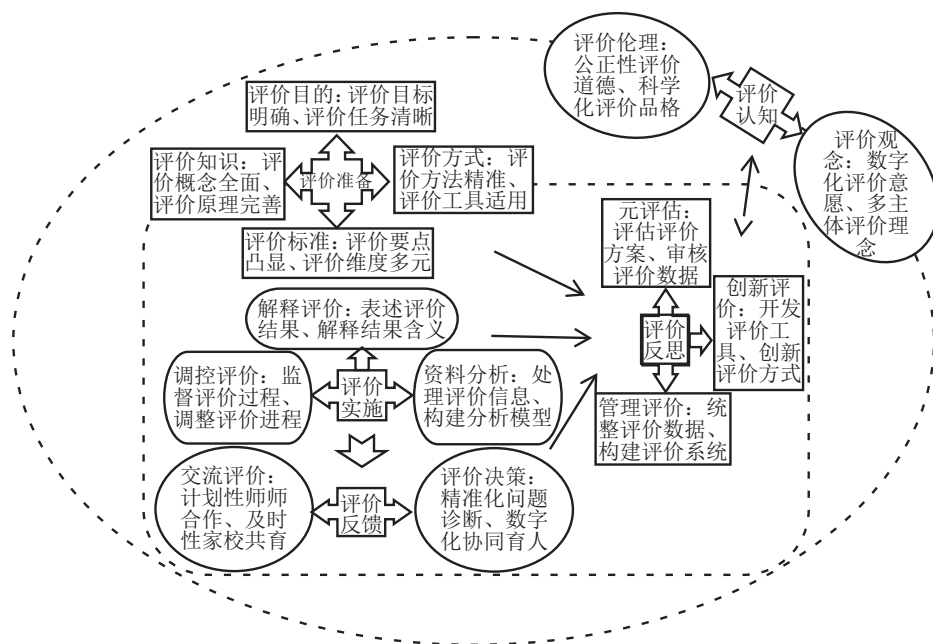 评价伦理：
公正性评价
道德、科学
化评价品格
评价
认知
评价观
念：数字
化评价意
愿、多主
体评价理
念
评价目的：评价目标
明确、评价任务清晰
评价知识：评
价概念全面、
评价原理完善
评价准备
评价方式：评
价方法精准、
评价工具适用
评价标准：评价要点
凸显、评价维度多元
元评估：
评估评价
方案、审核
评价数据
评价
反思
创新评
价：开发
评价工
具、创新
评价方式
管理评价：统
整评价数据、
构建评价系统
解释评价：表述评价
结果、解释结果含义
调控评价：监
督评价过程、
调整评价进程
评价
实施
资料分析：处
理评价信息、
构建分析模型
交流评价：
计划性师师
合作、及时
性家校共育
评价
反馈
评价决策：
精准化问题
诊断、数字
化协同育人